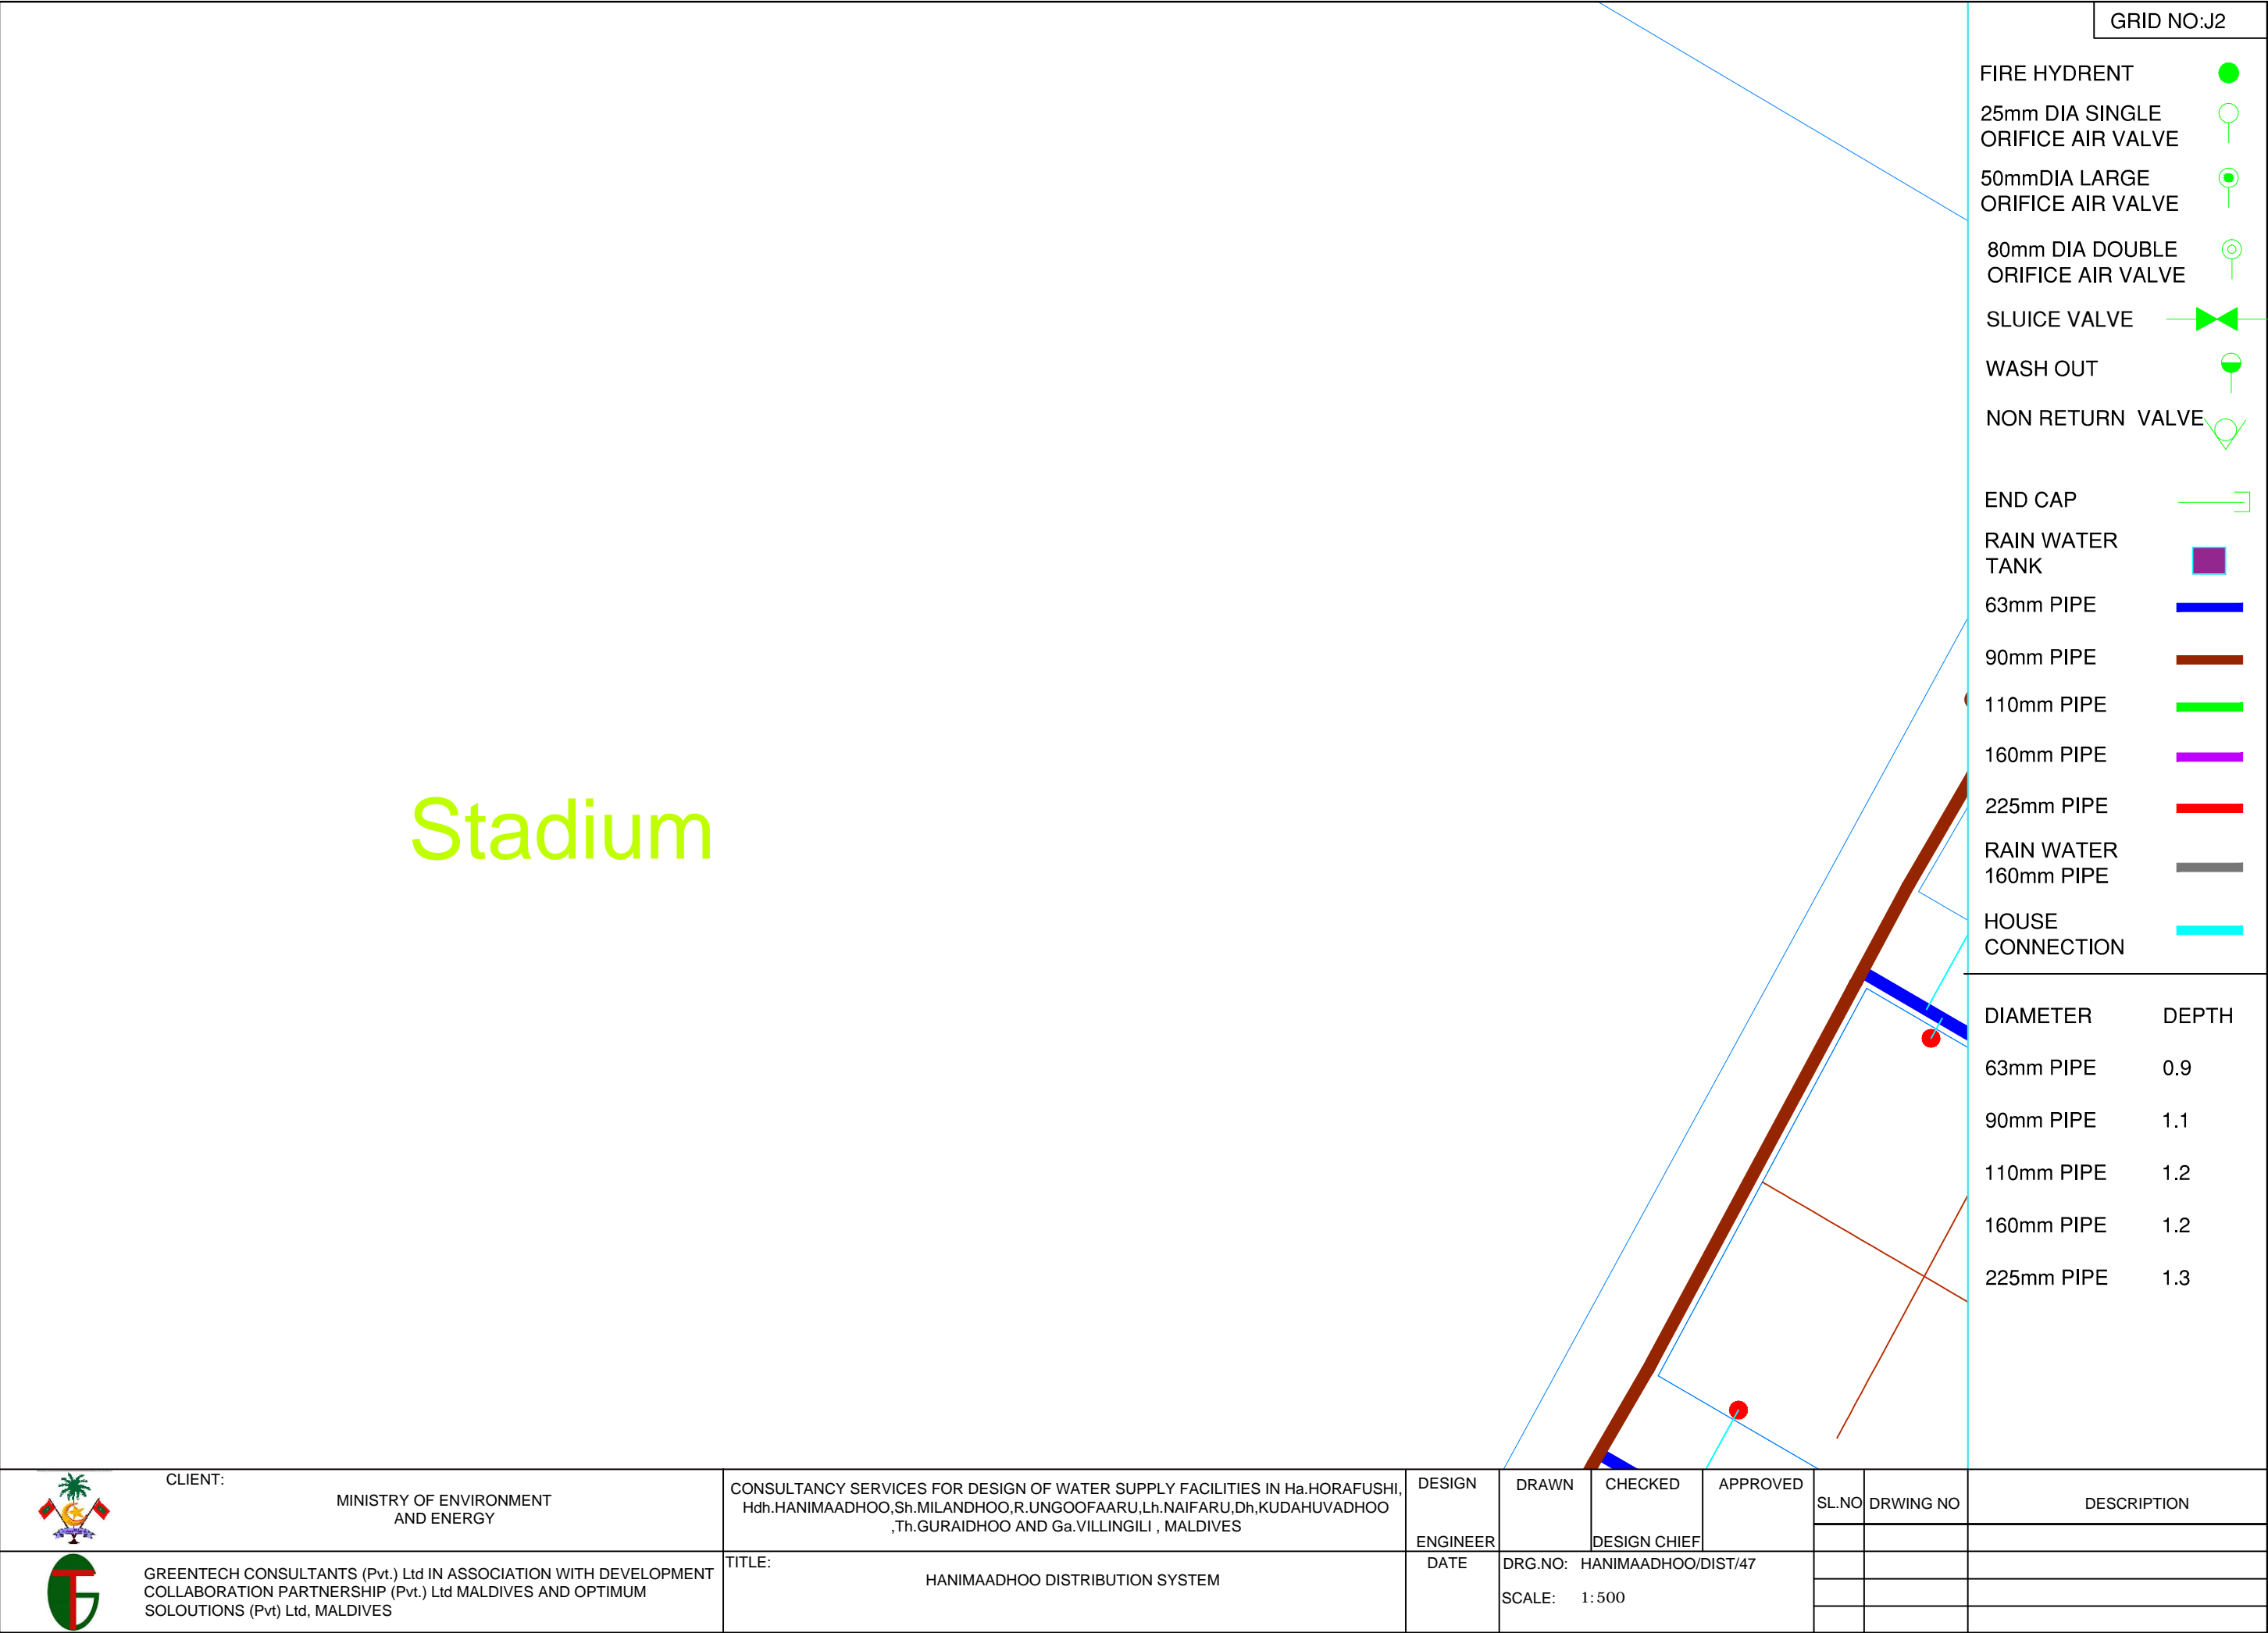 GRID NO:J2
FIRE HYDRENT
25mm DIA SINGLE
ORIFICE AIR VALVE
50mmDIA LARGE
ORIFICE AIR VALVE
80mm DIA DOUBLE
ORIFICE AIR VALVE
SLUICE VALVE
WASH OUT
NON RETURN VALVE
END CAP
RAIN WATER
TANK
63mm PIPE
90mm PIPE
110mm PIPE
160mm PIPE
225mm PIPE
RAIN WATER
160mm PIPE
HOUSE
CONNECTION
DIAMETER DEPTH
63mm PIPE 0.9
90mm PIPE 1.1
110mm PIPE 1.2
160mm PIPE 1.2
225mm PIPE 1.3
Stadium
CLIENT:
MINISTRY OF ENVIRONMENT
AND ENERGY
CONSULTANCY SERVICES FOR DESIGN OF WATER SUPPLY FACILITIES IN Ha.HORAFUSHI,
Hdh.HANIMAADHOO,Sh.MILANDHOO,R.UNGOOFAARU,Lh.NAIFARU,Dh,KUDAHUVADHOO
,Th.GURAIDHOO AND Ga.VILLINGILI , MALDIVES
DESIGN
ENGINEER
DRAWN
CHECKED
DESIGN CHIEF
APPROVED
SL.NO DRWING NO DESCRIPTION
GREENTECH CONSULTANTS (Pvt.) Ltd IN ASSOCIATION WITH DEVELOPMENT
COLLABORATION PARTNERSHIP (Pvt.) Ltd MALDIVES AND OPTIMUM
SOLOUTIONS (Pvt) Ltd, MALDIVES
TITLE:
HANIMAADHOO DISTRIBUTION SYSTEM
DATE
DRG.NO: HANIMAADHOO/DIST/47
SCALE: 1:500